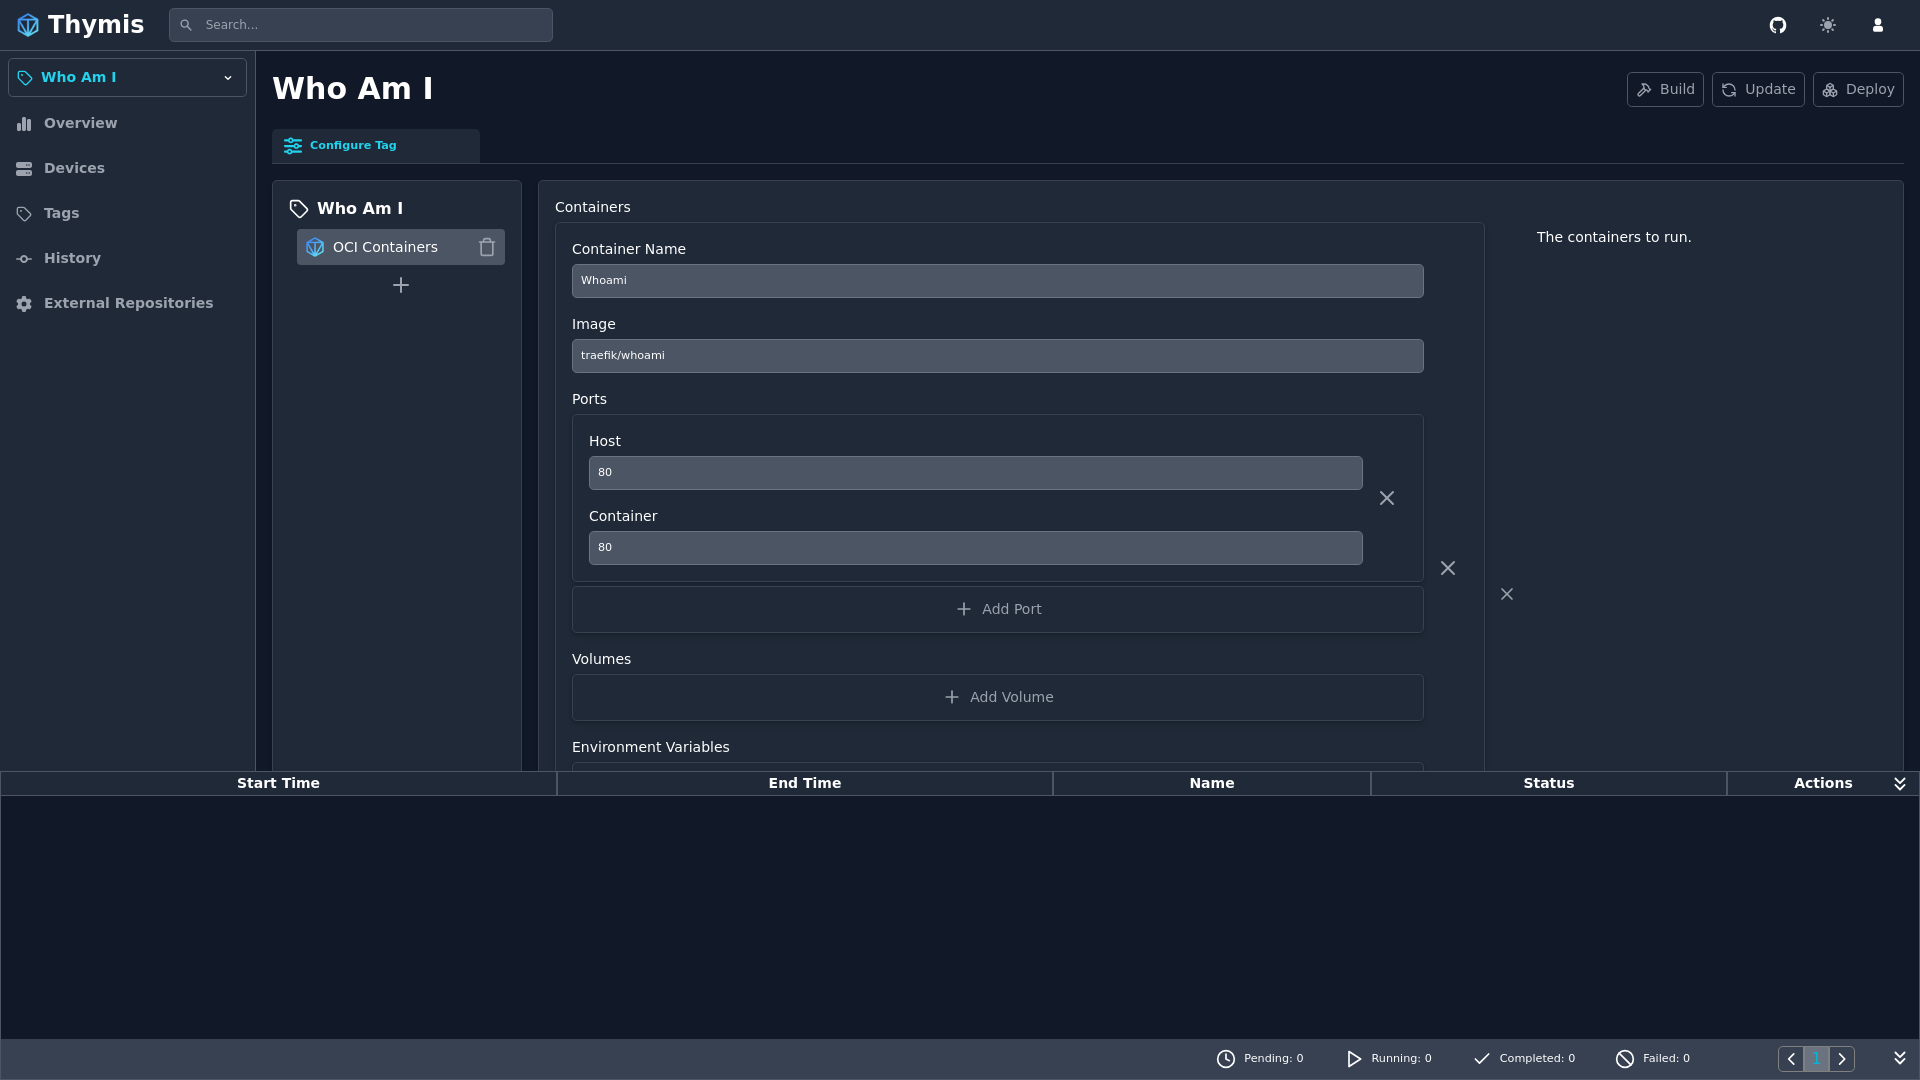 Thymis
Search...
Who Am I
Overview
Devices
Tags
History
External Repositories
Who Am I
Build
Update
Deploy
Configure Tag
Who Am I
OCI Containers
Containers
Container Name
Whoami
Image
traefik/whoami
Ports
Host
80
Container
80
Add Port
Volumes
Add Volume
Environment Variables
The containers to run.
Start Time End Time Name Status Actions
Pending: 0 Running: 0 Completed: 0 Failed: 0 1